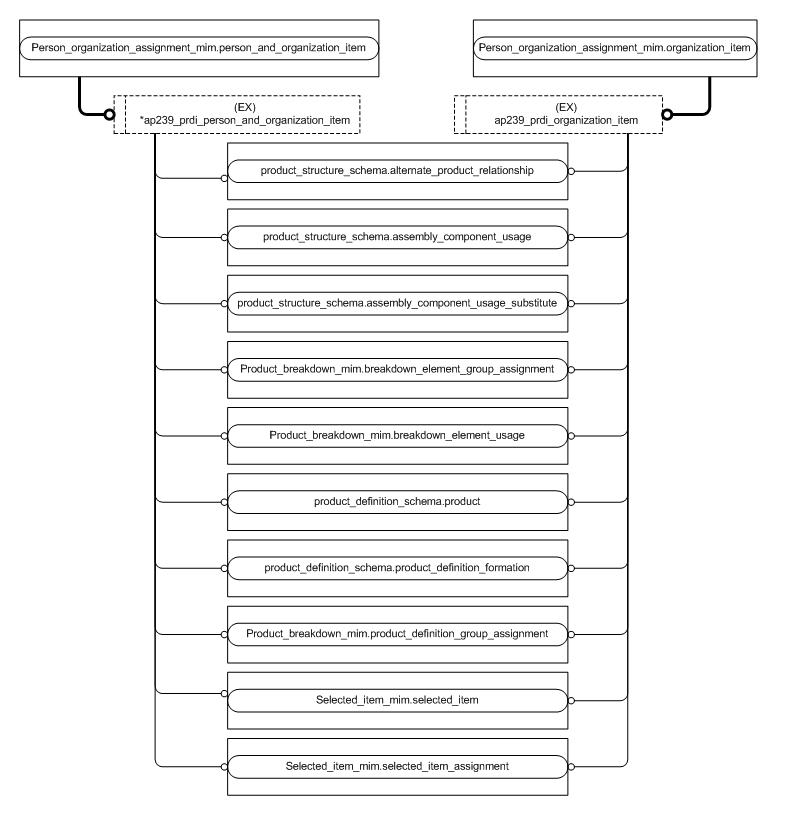 Person_organization_assignment_mim.person_and_organization_item
Person_organization_assignment_mim.organization_item
(EX)
*ap239_prdi_person_and_organization_item
(EX)
ap239_prdi_organization_item
product_structure_schema.alternate_product_relationship
product_structure_schema.assembly_component_usage
product_structure_schema.assembly_component_usage_substitute
Product_breakdown_mim.breakdown_element_group_assignment
Product_breakdown_mim.breakdown_element_usage
product_definition_schema.product
product_definition_schema.product_definition_formation
Product_breakdown_mim.product_definition_group_assignment
Selected_item_mim.selected_item
Selected_item_mim.selected_item_assignment